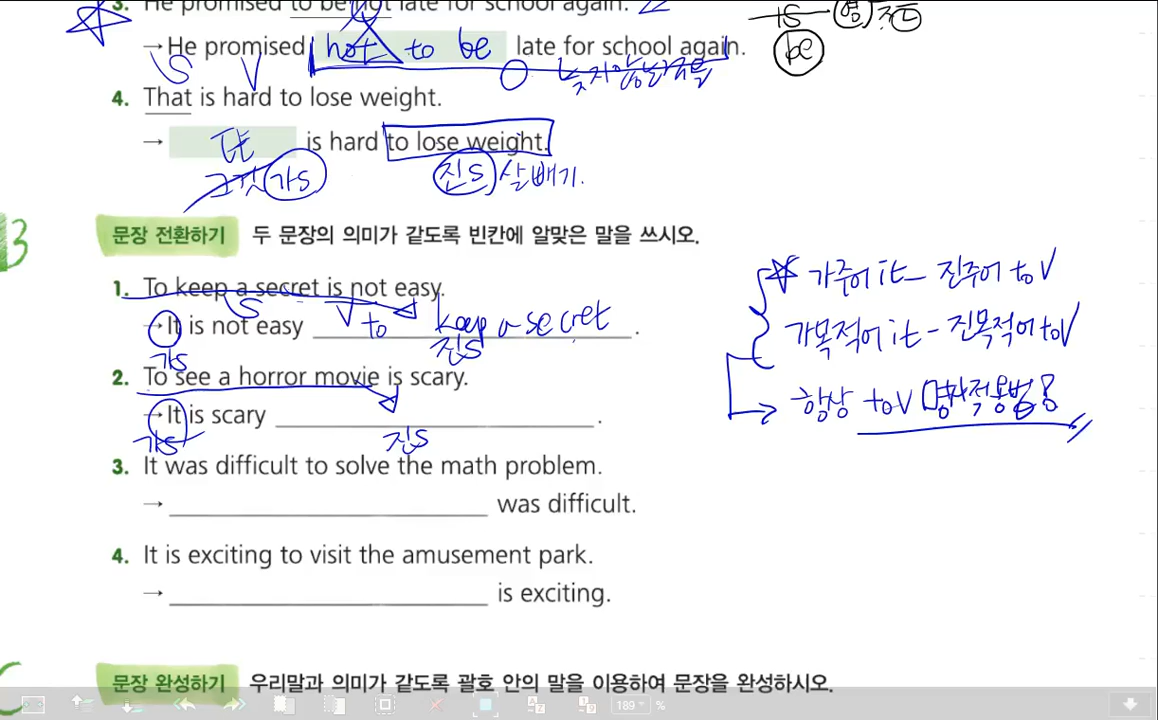 3. He promised to be not late for school again.
→ He promised not to be late for school again.
S V 늦지 않는 것을
be
4. That is hard to lose weight.
→ It is hard to lose weight.
그것 가S 진S 살빼기.
B
문장 전환하기 두 문장의 의미가 같도록 빈칸에 알맞은 말을 쓰시오.
1. To keep a secret is not easy.
S V
→ It is not easy to keep a secret.
가S 진S
2. To see a horror movie is scary.
→ It is scary .
가S 진S
3. It was difficult to solve the math problem.
→ was difficult.
4. It is exciting to visit the amusement park.
→ is exciting.
가주어 it - 진주어 to V
가목적어 it - 진목적어 to V
항상 to V 명사적용법임
C
문장 완성하기 우리말과 의미가 같도록 괄호 안의 말을 이용하여 문장을 완성하시오.
189 %